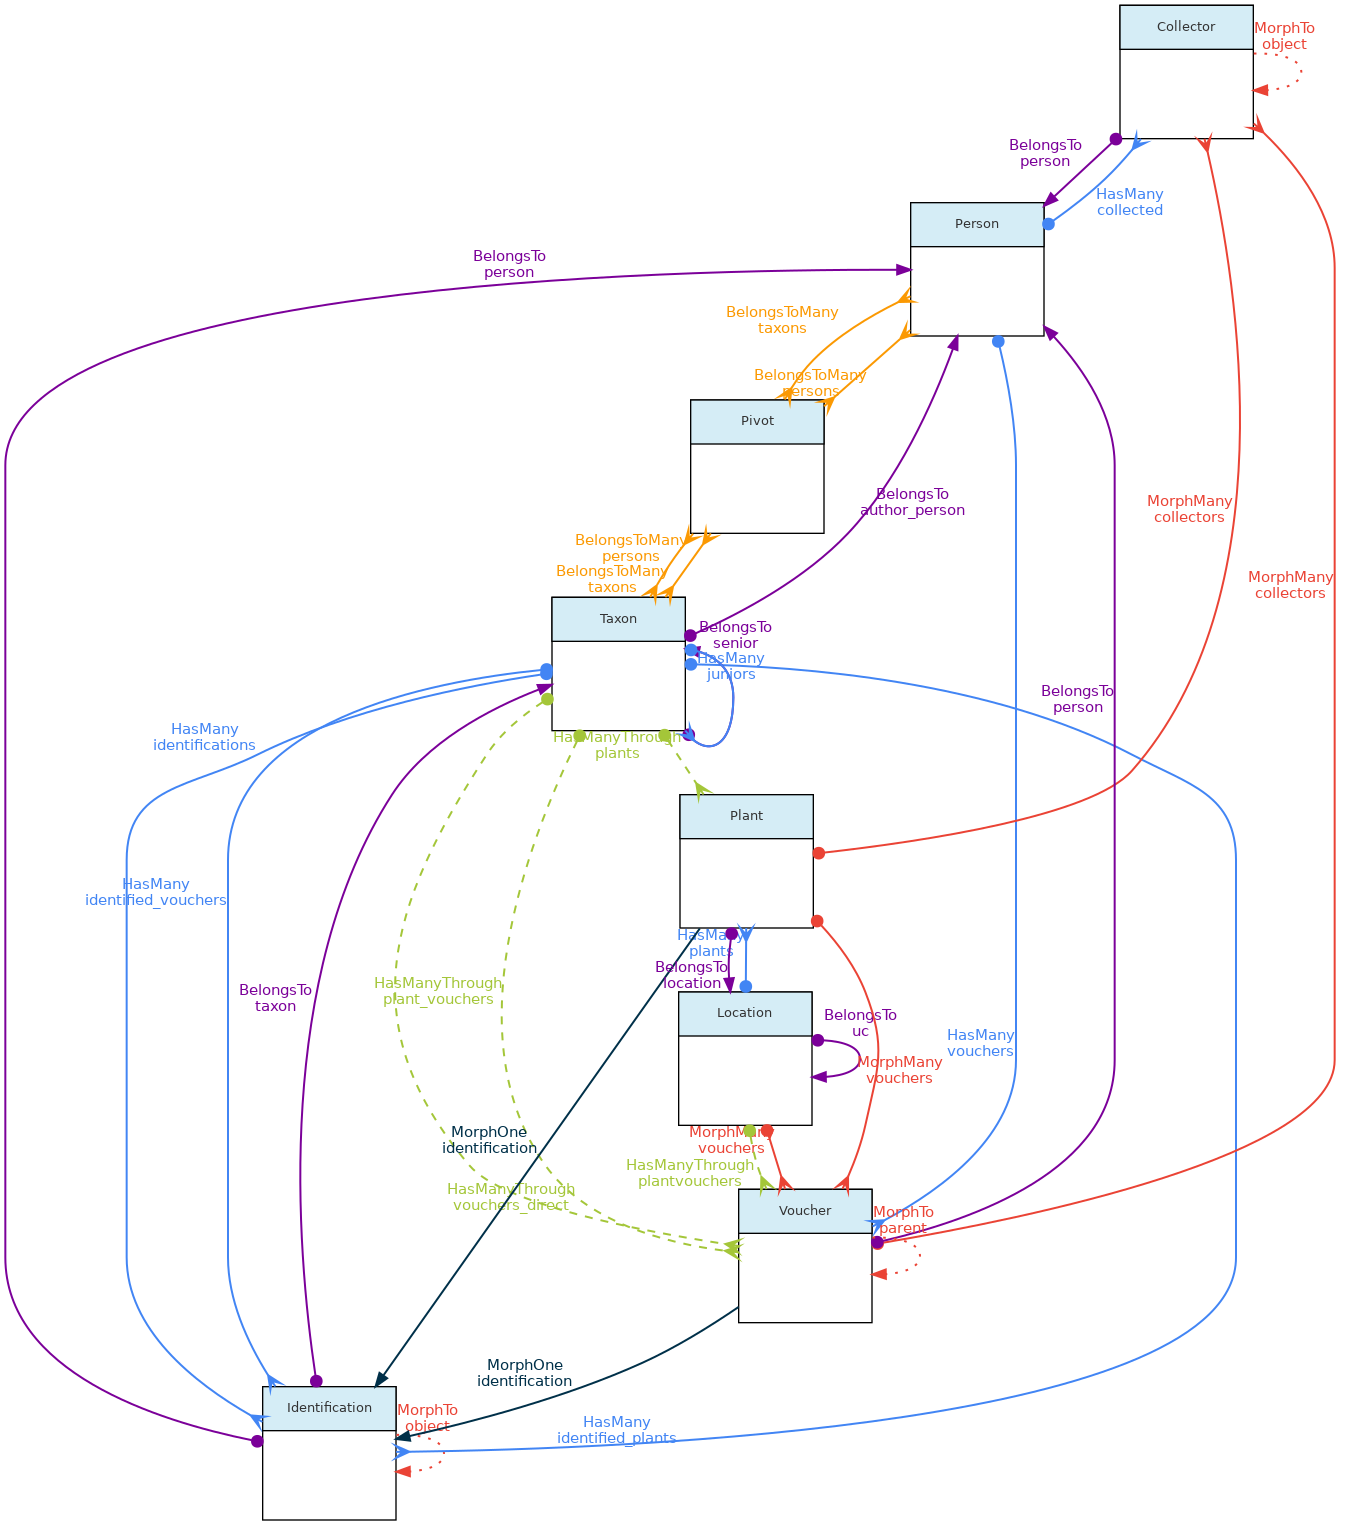 Collector
MorphTo
object
BelongsTo
person
HasMany
collected
Person
BelongsTo
person
BelongsToMany
taxons
BelongsToMany
persons
Pivot
BelongsTo
author_person
MorphMany
collectors
BelongsToMany
persons
BelongsToMany
taxons
MorphMany
collectors
Taxon
BelongsTo
senior
HasMany
juniors
BelongsTo
person
HasMany
identifications
HasManyThrough
plants
Plant
HasMany
identified_vouchers
HasMany
plants
BelongsTo
location
HasManyThrough
plant_vouchers
BelongsTo
taxon
Location
BelongsTo
uc
HasMany
vouchers
MorphMany
vouchers
MorphOne
identification
MorphMany
vouchers
HasManyThrough
plantvouchers
HasManyThrough
vouchers_direct
Voucher
MorphTo
parent
MorphOne
identification
Identification
MorphTo
object
HasMany
identified_plants